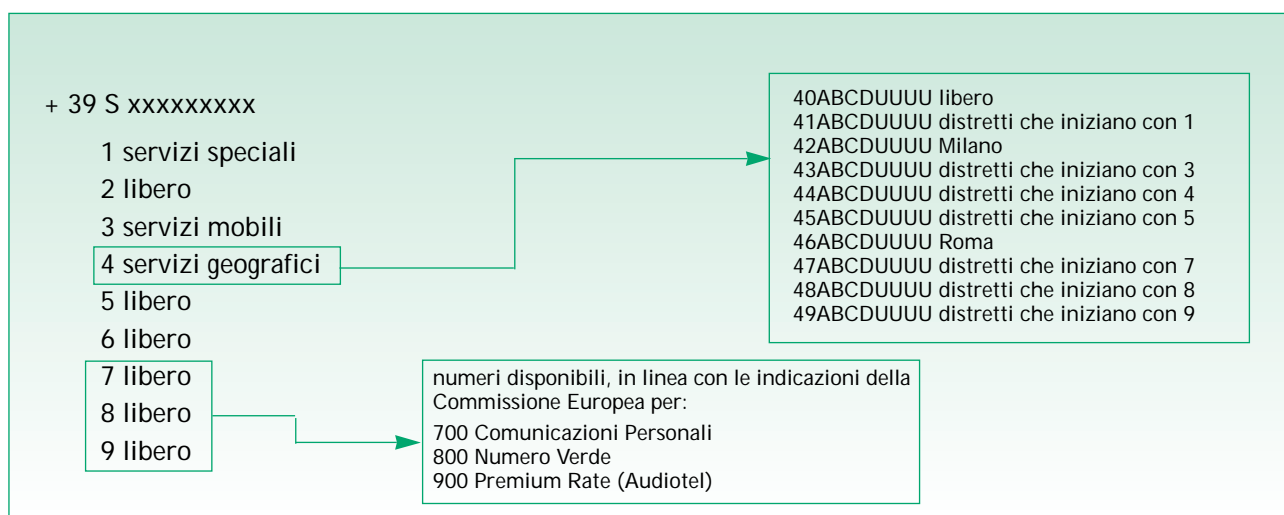 + 39 S xxxxxxxxx
1 servizi speciali
2 libero
3 servizi mobili
4 servizi geografici
5 libero
6 libero
7 libero
8 libero
9 libero
40ABCDUUUU libero
41ABCDUUUU distretti che iniziano con 1
42ABCDUUUU Milano
43ABCDUUUU distretti che iniziano con 3
44ABCDUUUU distretti che iniziano con 4
45ABCDUUUU distretti che iniziano con 5
46ABCDUUUU Roma
47ABCDUUUU distretti che iniziano con 7
48ABCDUUUU distretti che iniziano con 8
49ABCDUUUU distretti che iniziano con 9
numeri disponibili, in linea con le indicazioni della
Commissione Europea per:
700 Comunicazioni Personali
800 Numero Verde
900 Premium Rate (Audiotel)